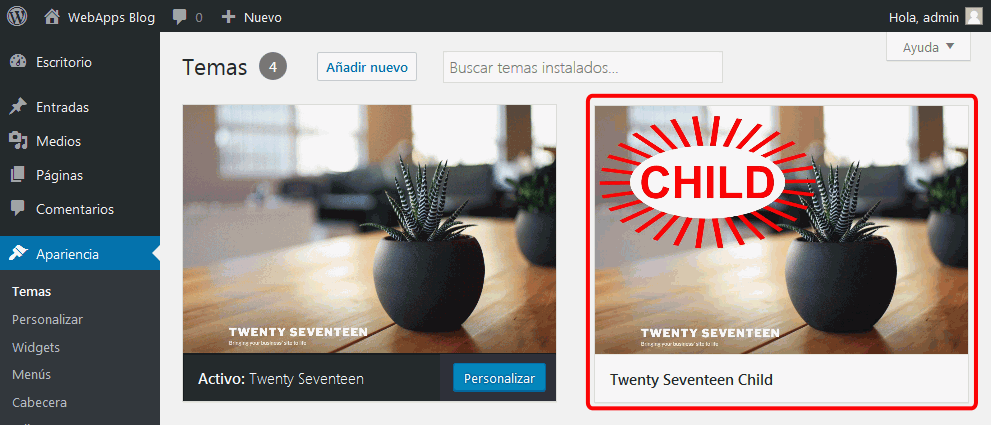 WebApps Blog
0
Nuevo
Hola, admin
Escritorio
Entradas
Medios
Páginas
Comentarios
Apariencia
Temas
Personalizar
Widgets
Menús
Cabecera
Ayuda
Temas 4
Añadir nuevo
Buscar temas instalados...
TWENTY SEVENTEEN
Bringing your business' site to life
Activo: Twenty Seventeen
Personalizar
CHILD
TWENTY SEVENTEEN
Bringing your business' site to life
Twenty Seventeen Child